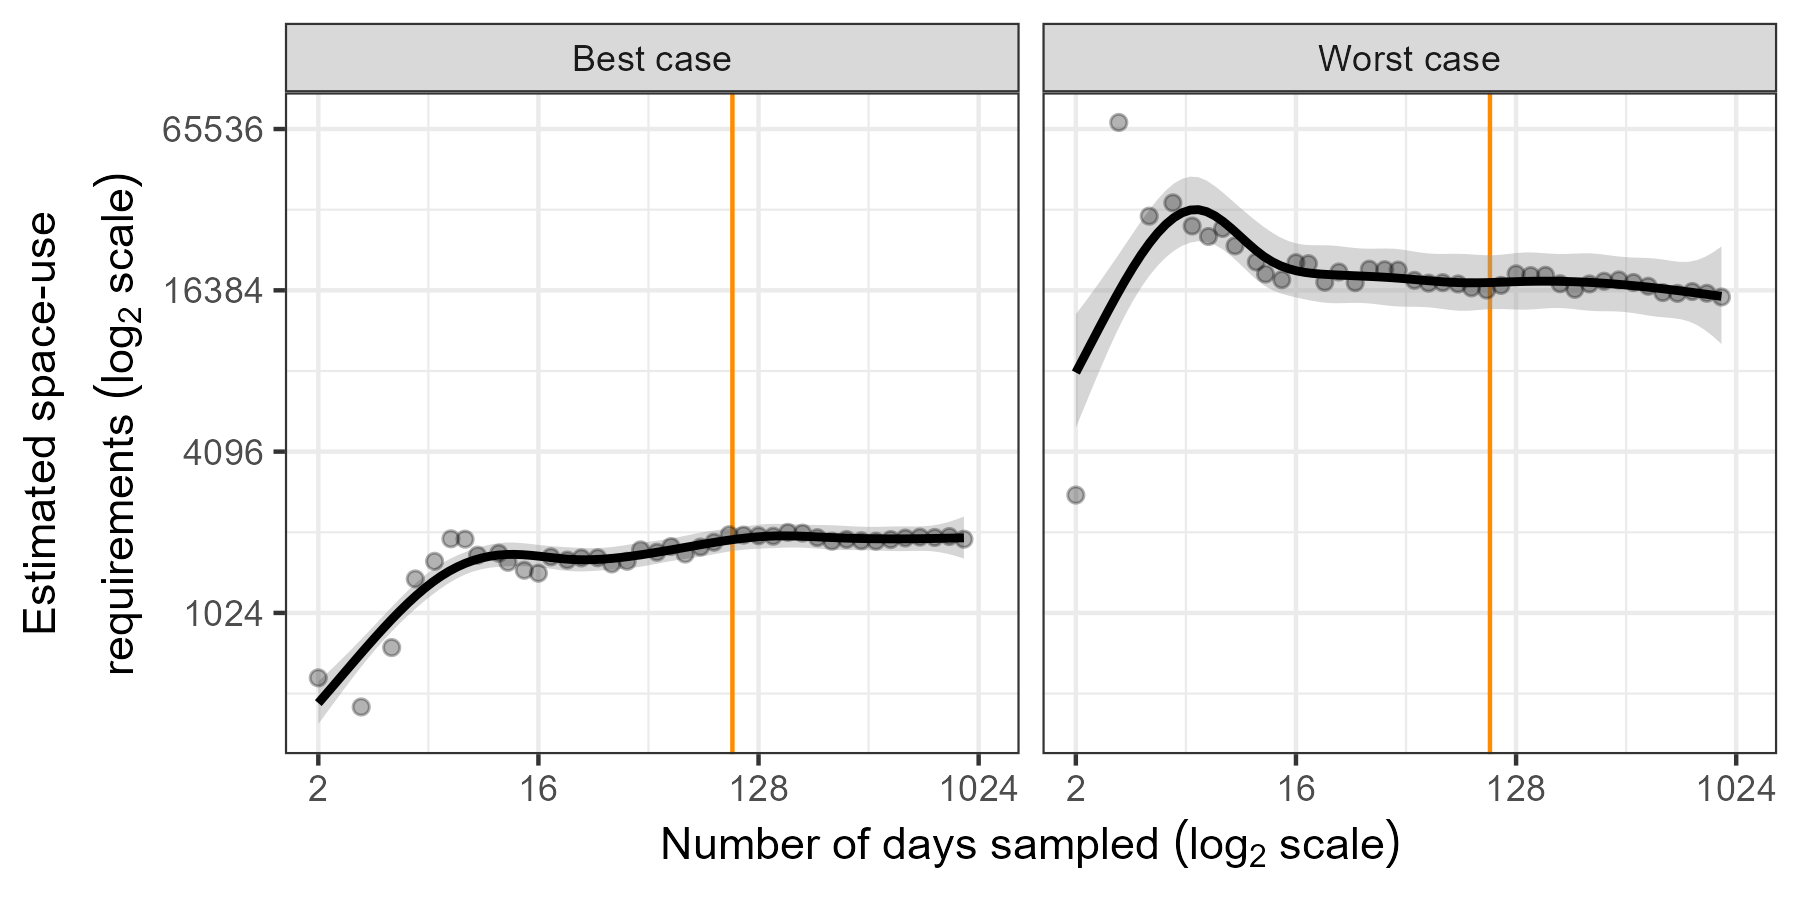 Best case
Worst case
Estimated space-use
requirements (log₂ scale)
65536
16384
4096
1024
2
16
128
1024
2
16
128
1024
Number of days sampled (log₂ scale)